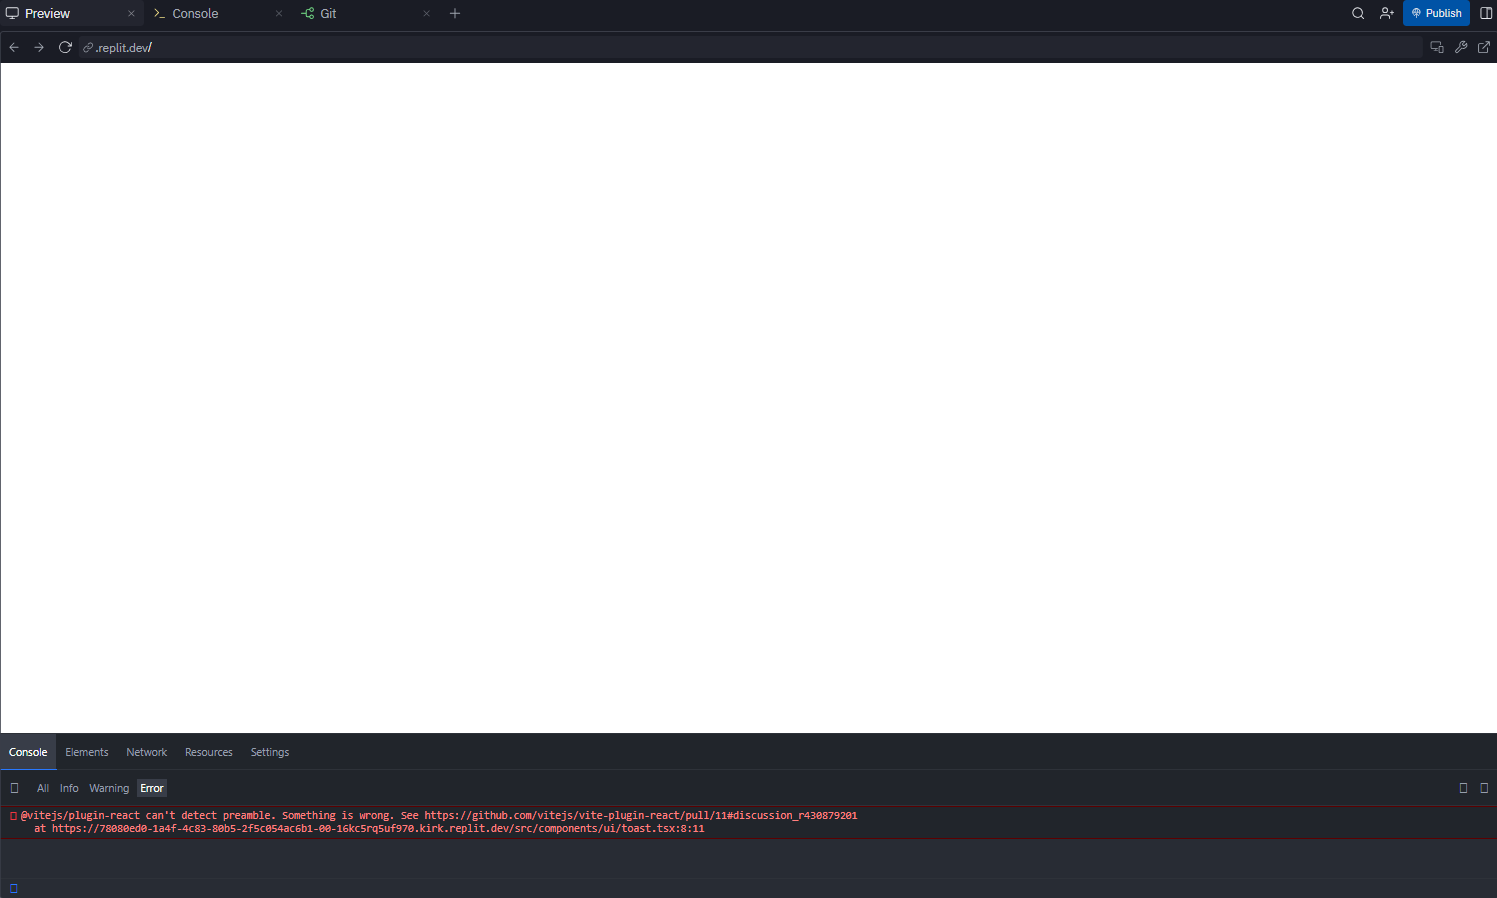 Preview
Console
Git
Publish
.replit.dev/
Console Elements Network Resources Settings
All Info Warning Error
@vitejs/plugin-react can't detect preamble. Something is wrong. See https://github.com/vitejs/vite-plugin-react/pull/11#discussion_r430879201
at https://78080ed0-1a4f-4c83-80b5-2f5c054ac6b1-00-16kc5rq5uf970.kirk.replit.dev/src/components/ui/toast.tsx:8:11